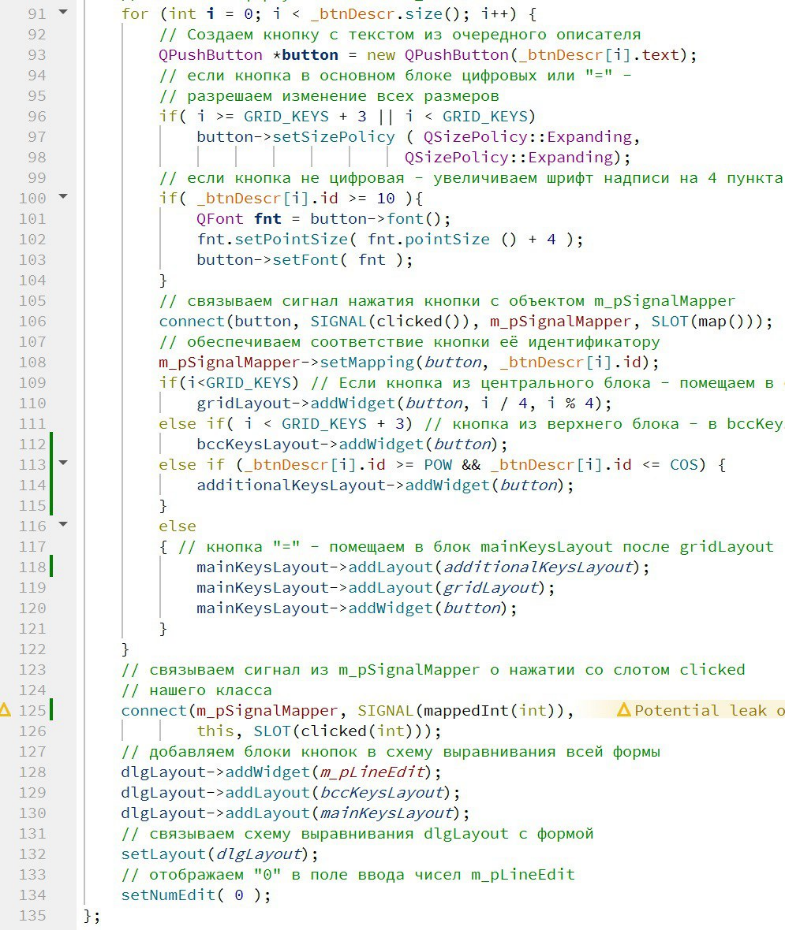 91 for (int i = 0; i < _btnDescr.size(); i++) {
92 // Создаем кнопку с текстом из очередного описателя
93 QPushButton *button = new QPushButton(_btnDescr[i].text);
94 // если кнопка в основном блоке цифровых или "=" -
95 // разрешаем изменение всех размеров
96 if( i >= GRID_KEYS + 3 || i < GRID_KEYS)
97 button->setSizePolicy ( QSizePolicy::Expanding,
98 QSizePolicy::Expanding);
99 // если кнопка не цифровая - увеличиваем шрифт надписи на 4 пункта
100 if( _btnDescr[i].id >= 10 ){
101 QFont fnt = button->font();
102 fnt.setPointSize( fnt.pointSize () + 4 );
103 button->setFont( fnt );
104 }
105 // связываем сигнал нажатия кнопки с объектом m_pSignalMapper
106 connect(button, SIGNAL(clicked()), m_pSignalMapper, SLOT(map()));
107 // обеспечиваем соответствие кнопки её идентификатору
108 m_pSignalMapper->setMapping(button, _btnDescr[i].id);
109 if(i<GRID_KEYS) // Если кнопка из центрального блока - помещаем в
110 gridLayout->addWidget(button, i / 4, i % 4);
111 else if( i < GRID_KEYS + 3) // кнопка из верхнего блока - в bccKey
112 bccKeysLayout->addWidget(button);
113 else if (_btnDescr[i].id >= POW && _btnDescr[i].id <= COS) {
114 additionalKeysLayout->addWidget(button);
115 }
116 else
117 { // кнопка "=" - помещаем в блок mainKeysLayout после gridLayout
118 mainKeysLayout->addLayout(additionalKeysLayout);
119 mainKeysLayout->addLayout(gridLayout);
120 mainKeysLayout->addWidget(button);
121 }
122 }
123 // связываем сигнал из m_pSignalMapper о нажатии со слотом clicked
124 // нашего класса
125 connect(m_pSignalMapper, SIGNAL(mappedInt(int)), Potential leak o
126 this, SLOT(clicked(int)));
127 // добавляем блоки кнопок в схему выравнивания всей формы
128 dlgLayout->addWidget(m_pLineEdit);
129 dlgLayout->addLayout(bccKeysLayout);
130 dlgLayout->addLayout(mainKeysLayout);
131 // связываем схему выравнивания dlgLayout с формой
132 setLayout(dlgLayout);
133 // отображаем "0" в поле ввода чисел m_pLineEdit
134 setNumEdit( 0 );
135 };